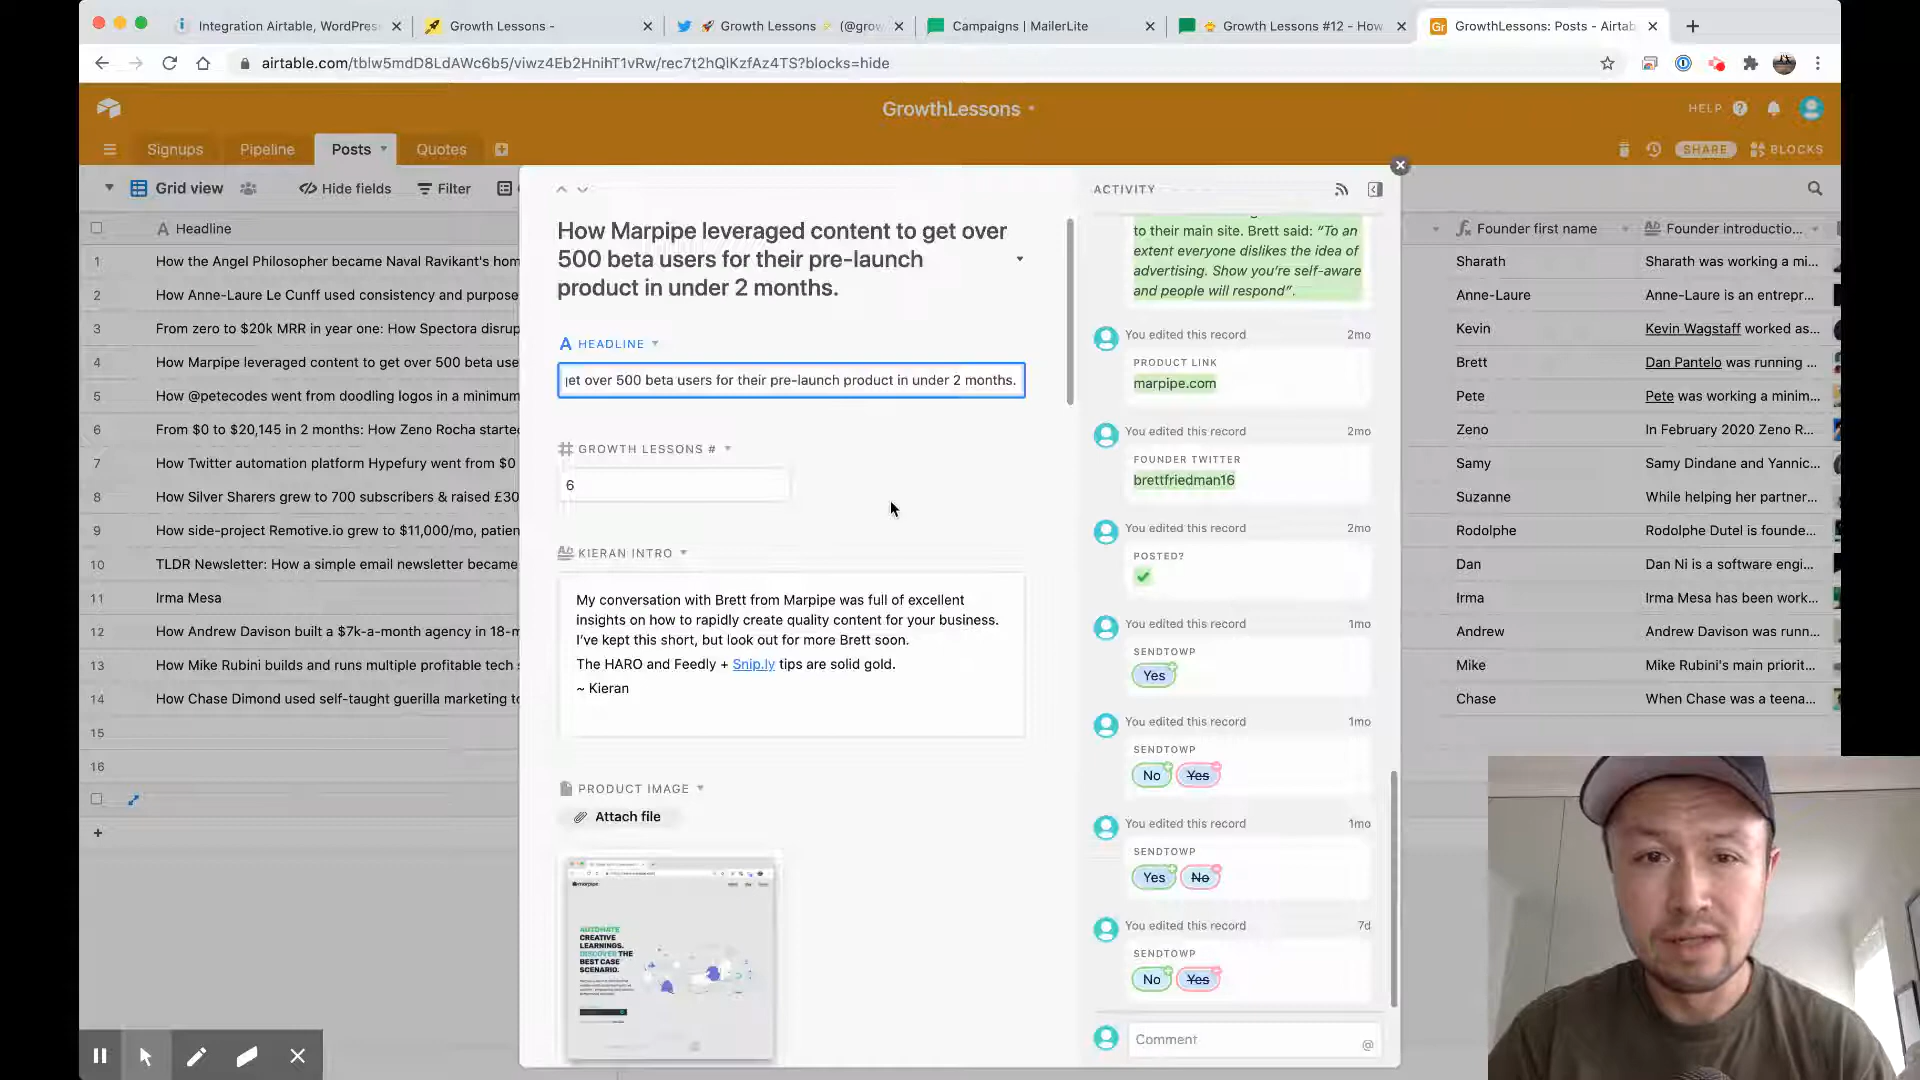 Integration Airtable, WordPres
Growth Lessons -
Growth Lessons
(@grow
Campaigns | MailerLite
Growth Lessons #12 - How
GrowthLessons: Posts - Airtab
airtable.com/tblw5mdD8LdAWc6b5/viwz4Eb2HnihT1vRw/rec7t2hQlKzfAz4TS?blocks=hide
GrowthLessons
HELP
Signups
Pipeline
Posts
Quotes
SHARE
BLOCKS
Grid view
Hide fields
Filter
Headline
Founder first name
Founder introductio...
1 How the Angel Philosopher became Naval Ravikant's hom
2 How Anne-Laure Le Cunff used consistency and purpose
3 From zero to $20k MRR in year one: How Spectora disrup
4 How Marpipe leveraged content to get over 500 beta use
5 How @petecodes went from doodling logos in a minimum
6 From $0 to $20,145 in 2 months: How Zeno Rocha starte
7 How Twitter automation platform Hypefury went from $0
8 How Silver Sharers grew to 700 subscribers & raised £30
9 How side-project Remotive.io grew to $11,000/mo, patien
10 TLDR Newsletter: How a simple email newsletter became
11 Irma Mesa
12 How Andrew Davison built a $7k-a-month agency in 18-m
13 How Mike Rubini builds and runs multiple profitable tech
14 How Chase Dimond used self-taught guerilla marketing to
15
16
How Marpipe leveraged content to get over
500 beta users for their pre-launch
product in under 2 months.
HEADLINE
get over 500 beta users for their pre-launch product in under 2 months.
GROWTH LESSONS #
6
KIERAN INTRO
My conversation with Brett from Marpipe was full of excellent
insights on how to rapidly create quality content for your business.
I've kept this short, but look out for more Brett soon.
The HARO and Feedly + Snip.ly tips are solid gold.
~ Kieran
PRODUCT IMAGE
Attach file
marpipe
AUTOMATE
CREATIVE
LEARNINGS.
DISCOVER THE
BEST CASE
SCENARIO.
ACTIVITY
to their main site. Brett said: “To an
extent everyone dislikes the idea of
advertising. Show you’re self-aware
and people will respond”.
You edited this record 2mo
PRODUCT LINK
marpipe.com
You edited this record 2mo
FOUNDER TWITTER
brettfriedman16
You edited this record 2mo
POSTED?
You edited this record 1mo
SENDTOWP
Yes
You edited this record 1mo
SENDTOWP
No Yes
You edited this record 1mo
SENDTOWP
Yes No
You edited this record 7d
SENDTOWP
No Yes
Comment
@
Sharath Sharath was working a mi...
Anne-Laure Anne-Laure is an entrepr...
Kevin Kevin Wagstaff worked as...
Brett Dan Pantelo was running ...
Pete Pete was working a minim...
Zeno In February 2020 Zeno R...
Samy Samy Dindane and Yannic...
Suzanne While helping her partner...
Rodolphe Rodolphe Dutel is founde...
Dan Dan Ni is a software engi...
Irma Irma Mesa has been work...
Andrew Andrew Davison was runn...
Mike Mike Rubini's main priorit...
Chase When Chase was a teena...